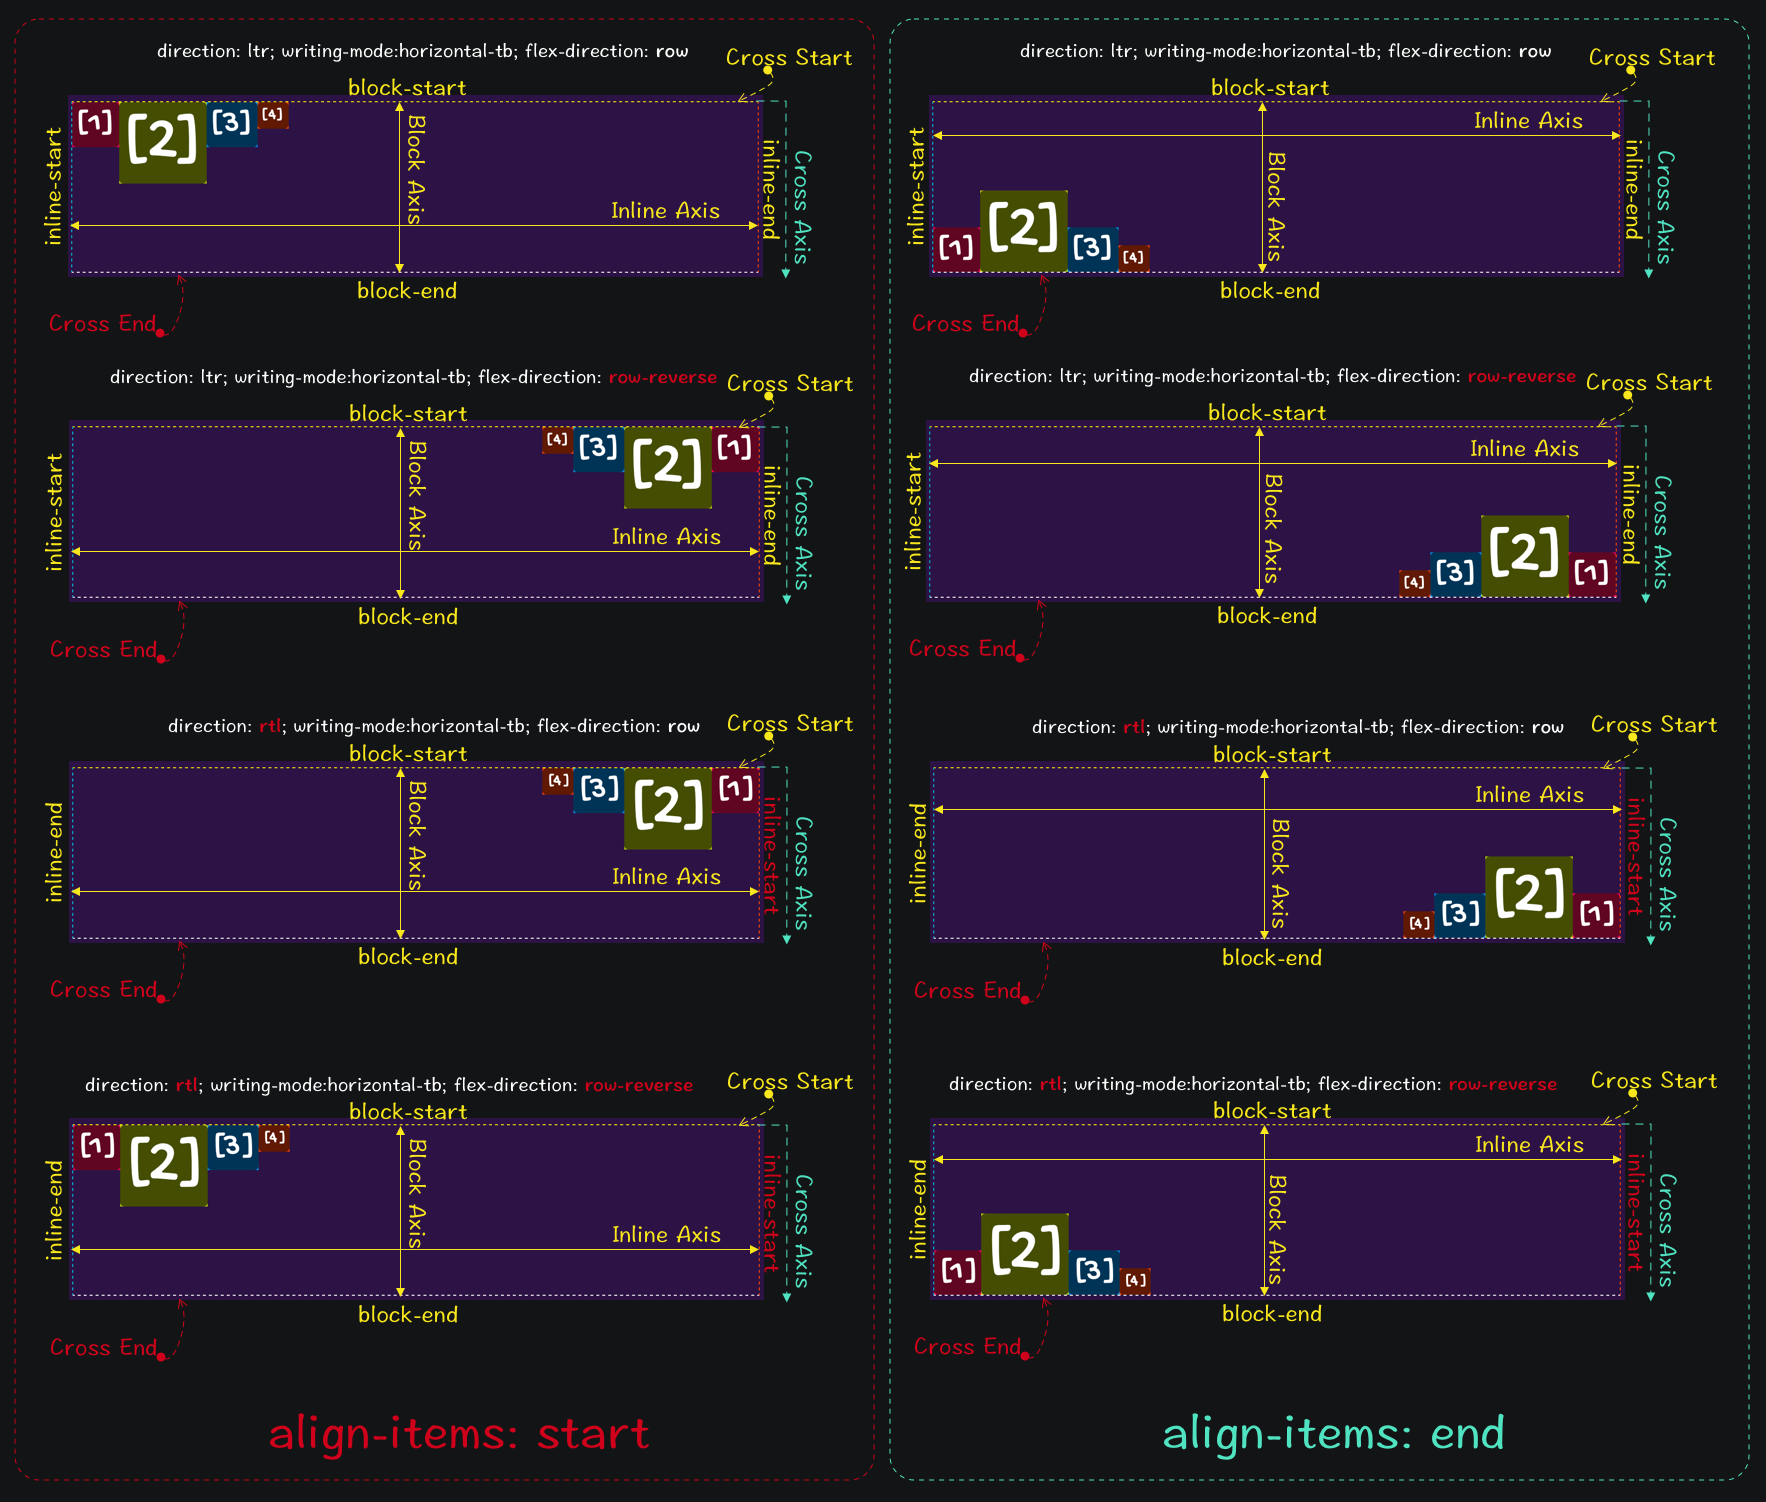 direction: ltr; writing-mode:horizontal-tb; flex-direction: row
Cross Start
block-start
[1] [2] [3] [4]
inline-start
Block Axis
Inline Axis
inline-end
Cross Axis
block-end
Cross End
direction: ltr; writing-mode:horizontal-tb; flex-direction: row-reverse
Cross Start
block-start
[4] [3] [2] [1]
inline-start
Block Axis
Inline Axis
inline-end
Cross Axis
block-end
Cross End
direction: rtl; writing-mode:horizontal-tb; flex-direction: row
Cross Start
block-start
[4] [3] [2] [1]
inline-end
Block Axis
Inline Axis
inline-start
Cross Axis
block-end
Cross End
direction: rtl; writing-mode:horizontal-tb; flex-direction: row-reverse
Cross Start
block-start
[1] [2] [3] [4]
inline-end
Block Axis
Inline Axis
inline-start
Cross Axis
block-end
Cross End
align-items: start
direction: ltr; writing-mode:horizontal-tb; flex-direction: row
Cross Start
block-start
Inline Axis
inline-start
Block Axis
inline-end
Cross Axis
[1] [2] [3] [4]
block-end
Cross End
direction: ltr; writing-mode:horizontal-tb; flex-direction: row-reverse
Cross Start
block-start
Inline Axis
inline-start
Block Axis
inline-end
Cross Axis
[4] [3] [2] [1]
block-end
Cross End
direction: rtl; writing-mode:horizontal-tb; flex-direction: row
Cross Start
block-start
Inline Axis
inline-end
Block Axis
inline-start
Cross Axis
[4] [3] [2] [1]
block-end
Cross End
direction: rtl; writing-mode:horizontal-tb; flex-direction: row-reverse
Cross Start
block-start
Inline Axis
inline-end
Block Axis
inline-start
Cross Axis
[1] [2] [3] [4]
block-end
Cross End
align-items: end